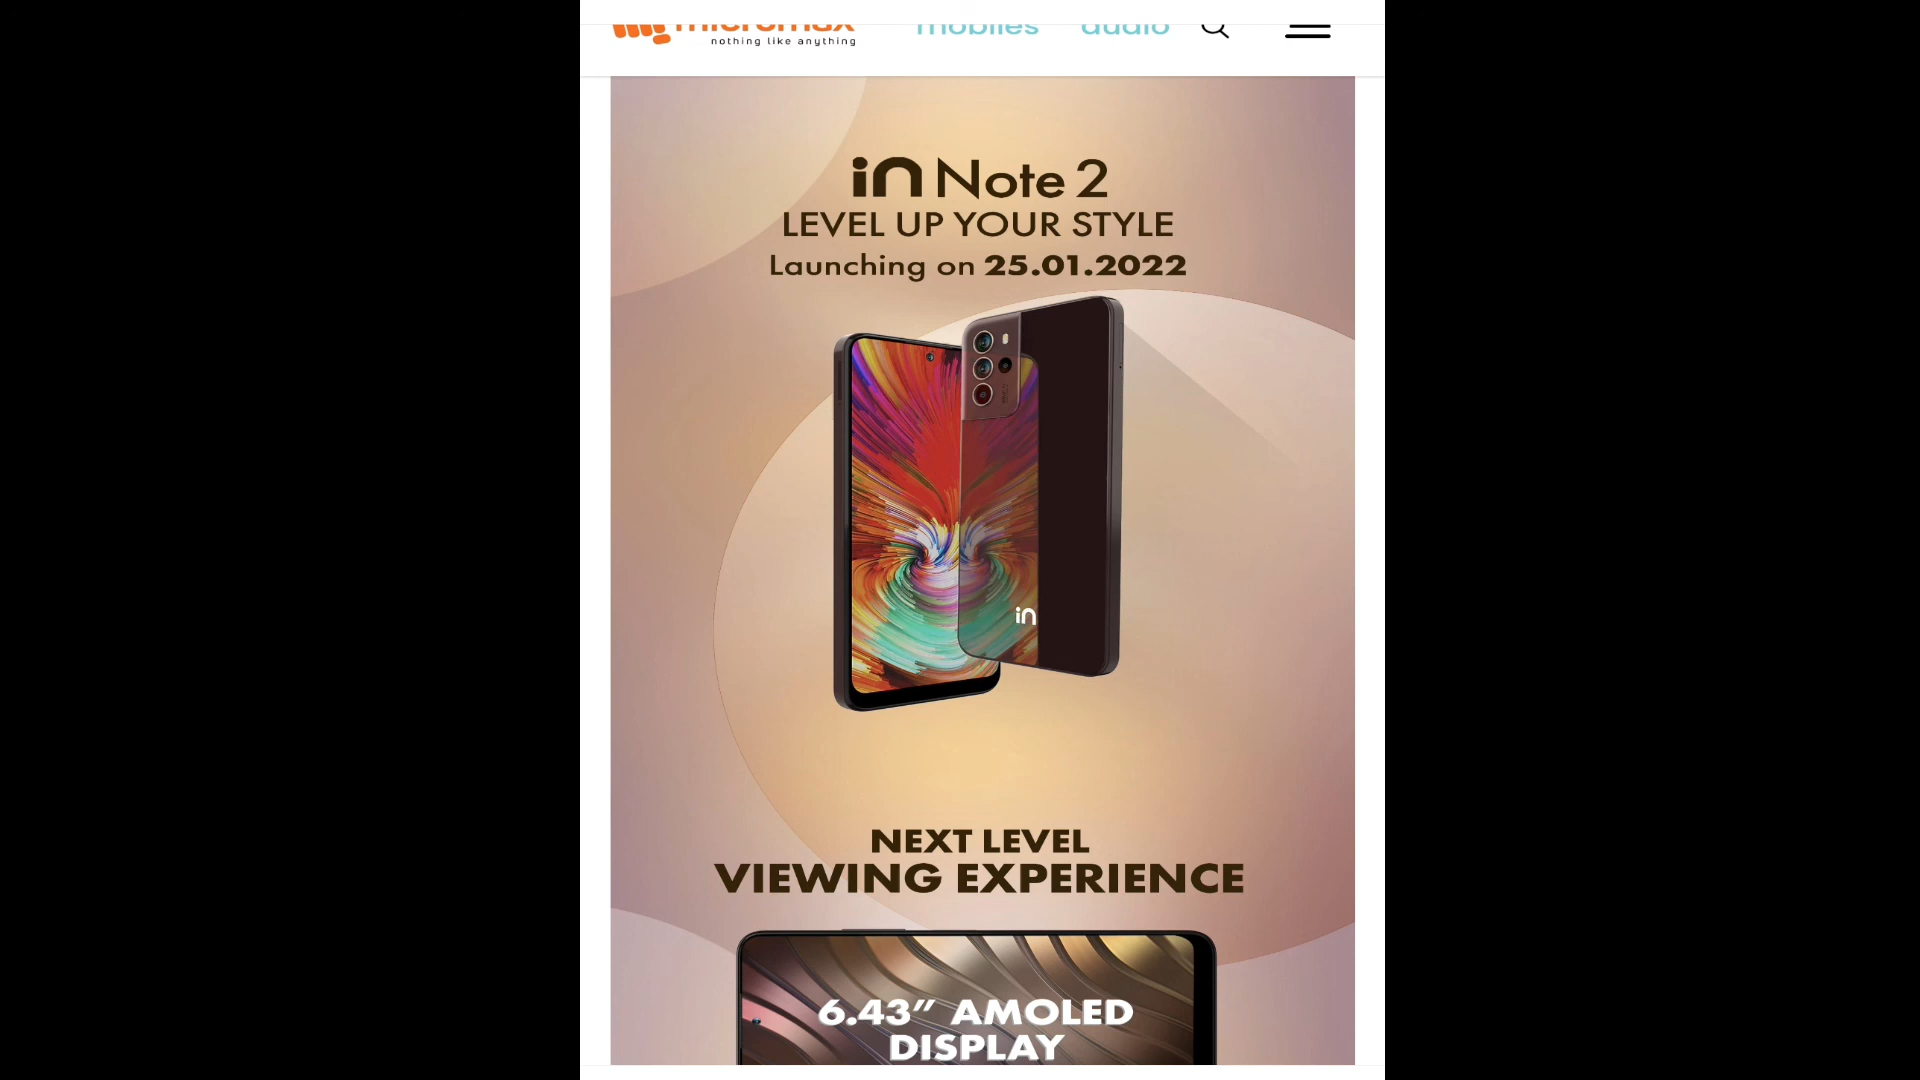 micromax mobiles audio
nothing like anything
in Note 2
LEVEL UP YOUR STYLE
Launching on 25.01.2022
in
NEXT LEVEL
VIEWING EXPERIENCE
6.43” AMOLED
DISPLAY